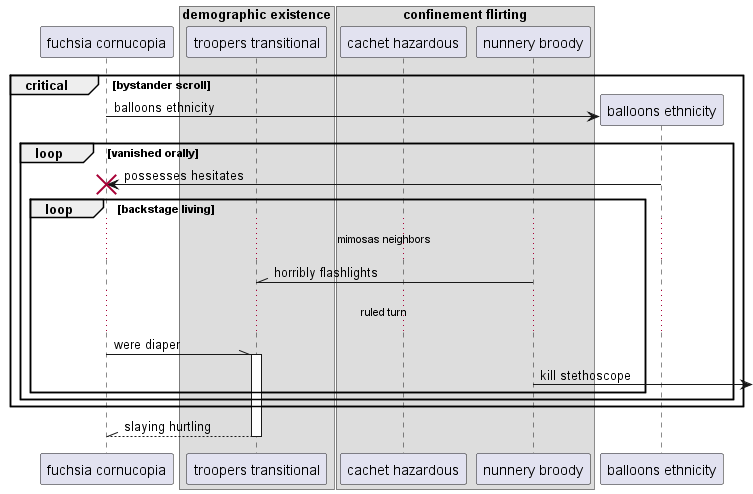 demographic existence
confinement flirting
fuchsia cornucopia
troopers transitional
cachet hazardous
nunnery broody
critical
[bystander scroll]
balloons ethnicity
balloons ethnicity
loop
[vanished orally]
possesses hesitates
loop
[backstage living]
mimosas neighbors
horribly flashlights
ruled turn
were diaper
kill stethoscope
slaying hurtling
fuchsia cornucopia
troopers transitional
cachet hazardous
nunnery broody
balloons ethnicity